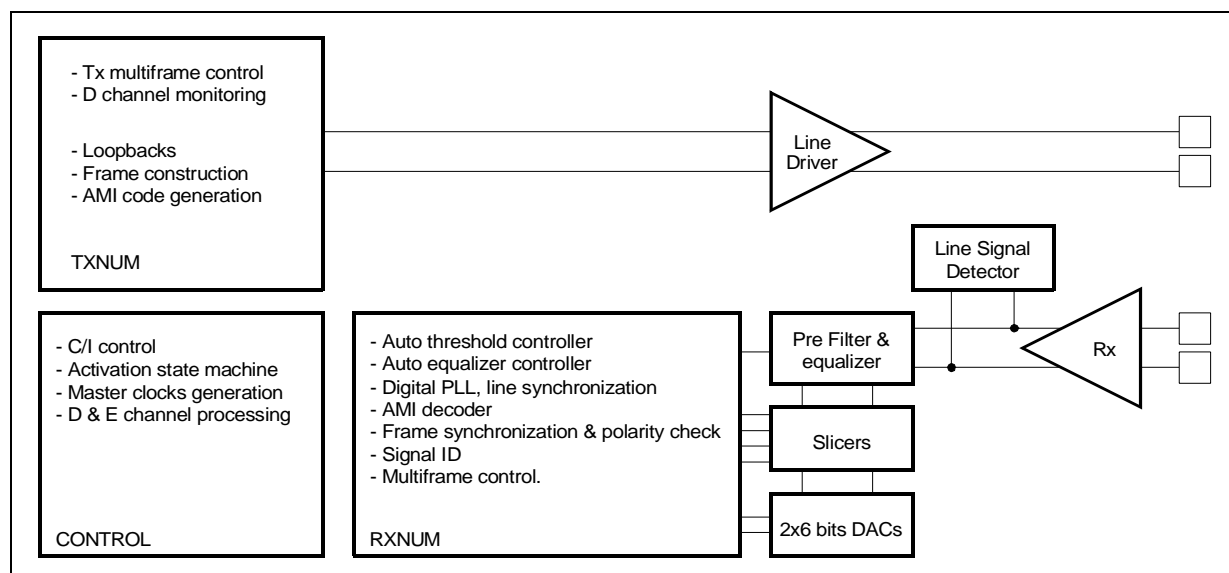 - Tx multiframe control
- D channel monitoring
- Loopbacks
- Frame construction
- AMI code generation
TXNUM
Line
Driver
Line Signal
Detector
- C/I control
- Activation state machine
- Master clocks generation
- D & E channel processing
CONTROL
- Auto threshold controller
- Auto equalizer controller
- Digital PLL, line synchronization
- AMI decoder
- Frame synchronization & polarity check
- Signal ID
- Multiframe control.
RXNUM
Pre Filter &
equalizer
Rx
Slicers
2x6 bits DACs